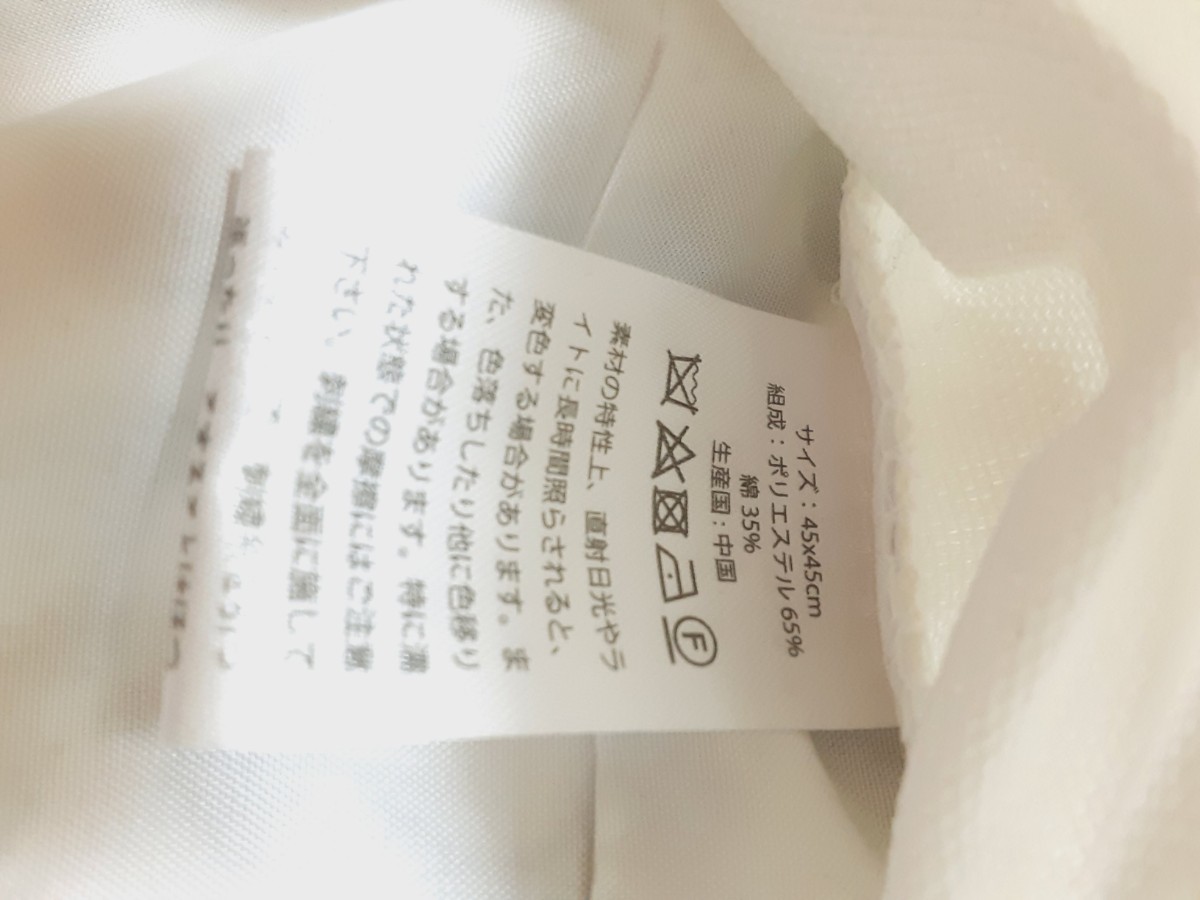 サイズ：45x45cm
組成：ポリエステル 65%
綿 35%
生産国：中国
F
素材の特性上、直射日光やラ
イトに長時間照らされると、
変色する場合があります。ま
た、色落ちしたり他に色移り
する場合があります。特に濡
れた状態での摩擦にはご注意
下さい。刺繍を全面に施して